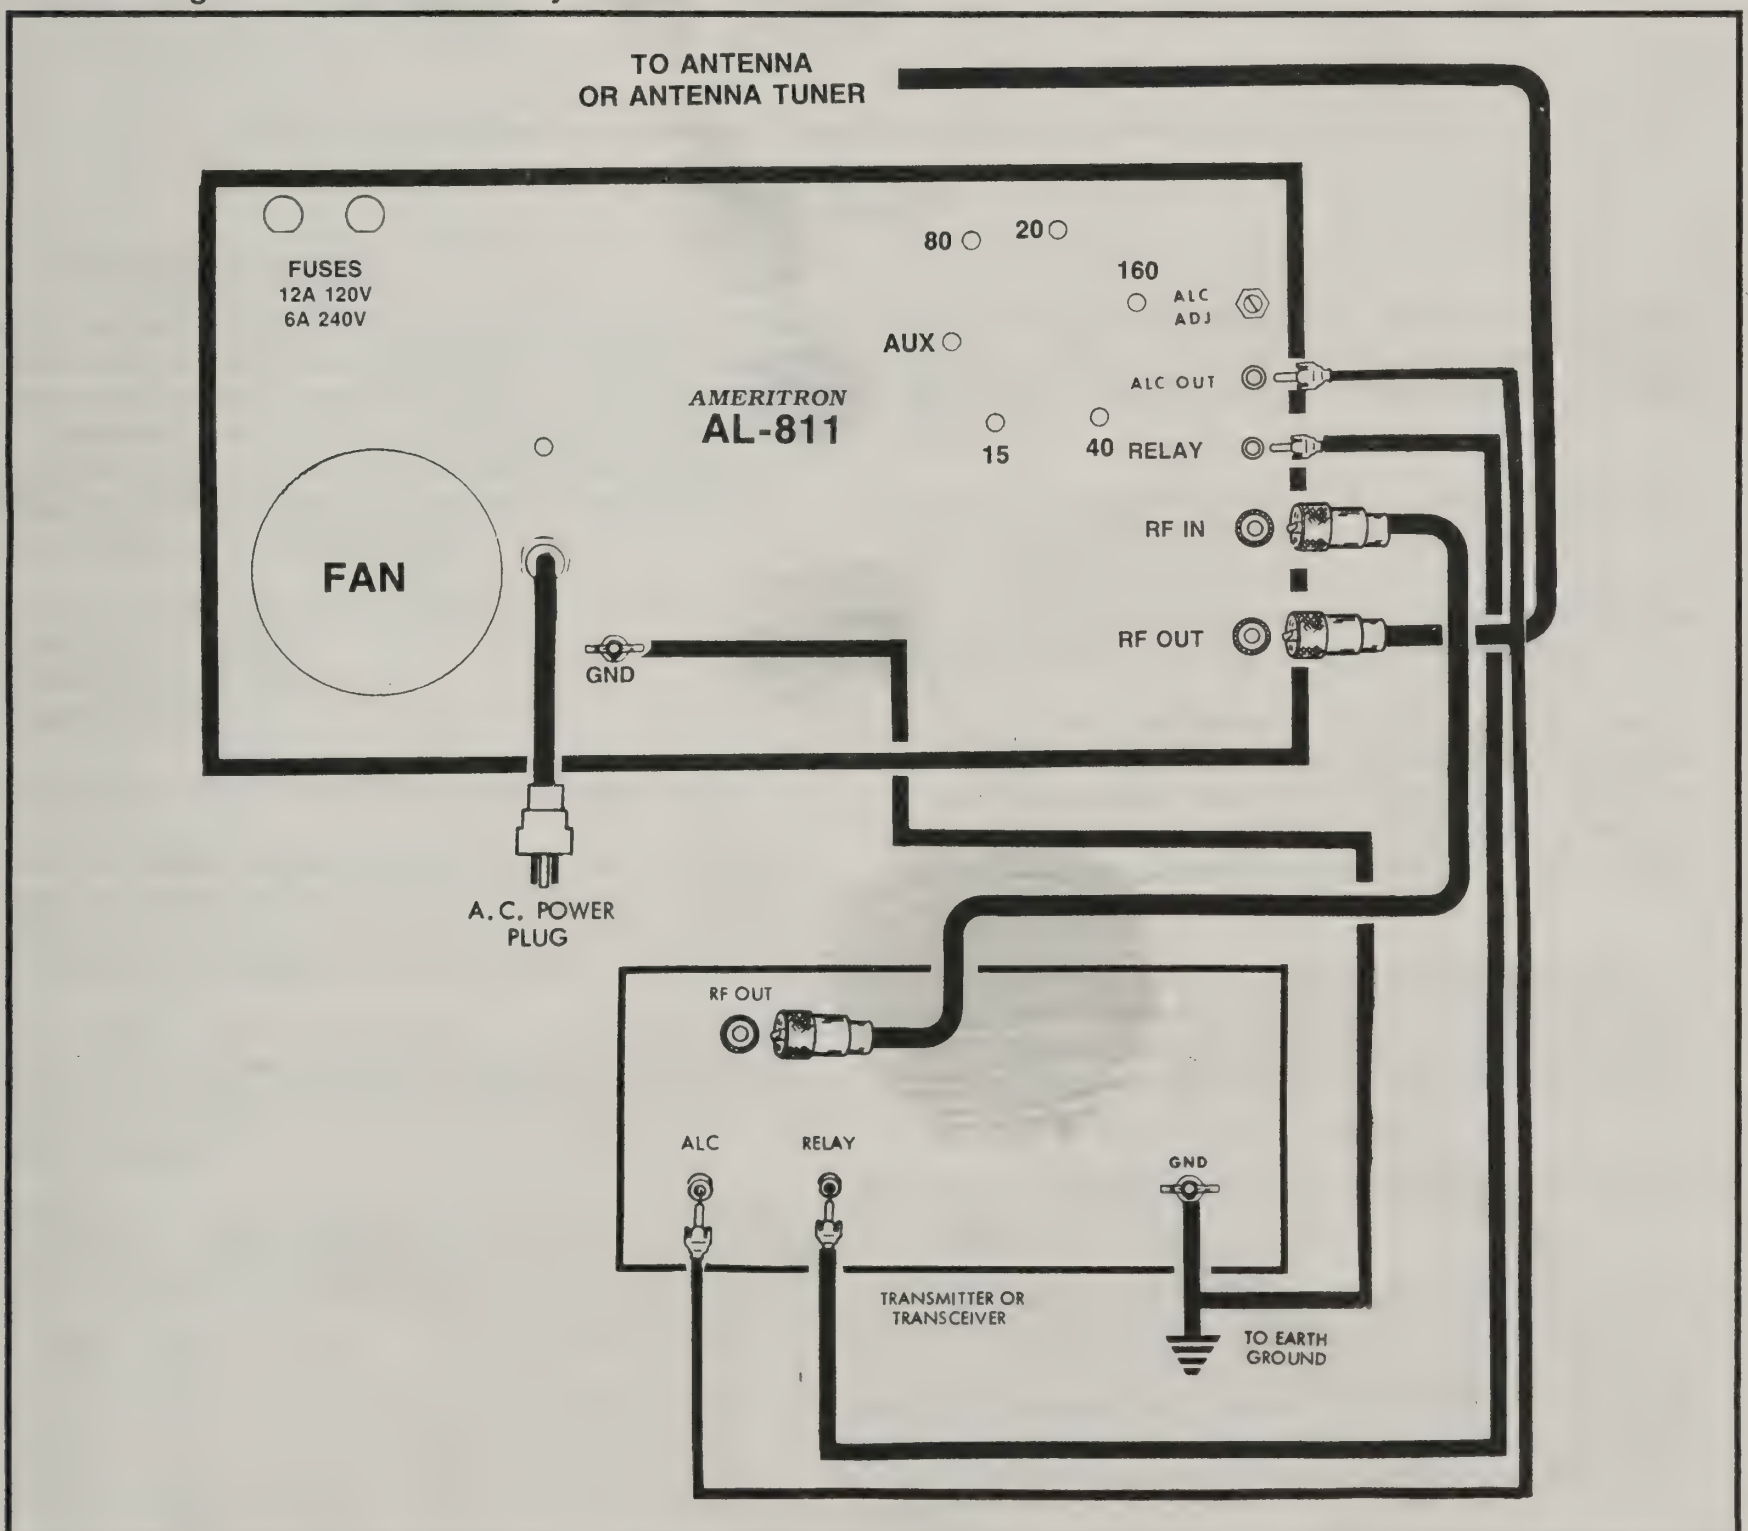 TO ANTENNA
OR ANTENNA TUNER
FUSES
12A 120V
6A 240V
80
20
160
ALC
ADJ
AUX
ALC OUT
AMERITRON
AL-811
15
40
RELAY
RF IN
FAN
RF OUT
GND
A.C. POWER
PLUG
RF OUT
ALC
RELAY
GND
TRANSMITTER OR
TRANSCEIVER
TO EARTH
GROUND